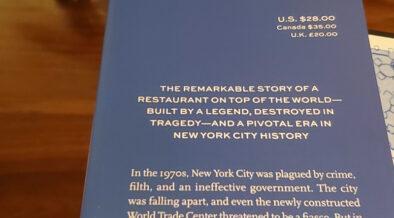 U.S. $28.00
Canada $35.00
U.K. £20.00
THE REMARKABLE STORY OF A
RESTAURANT ON TOP OF THE WORLD—
BUILT BY A LEGEND, DESTROYED IN
TRAGEDY—AND A PIVOTAL ERA IN
NEW YORK CITY HISTORY
In the 1970s, New York City was plagued by crime,
filth, and an ineffective government. The city
was falling apart, and even the newly constructed
World Trade Center threatened to be a fiasco. But in